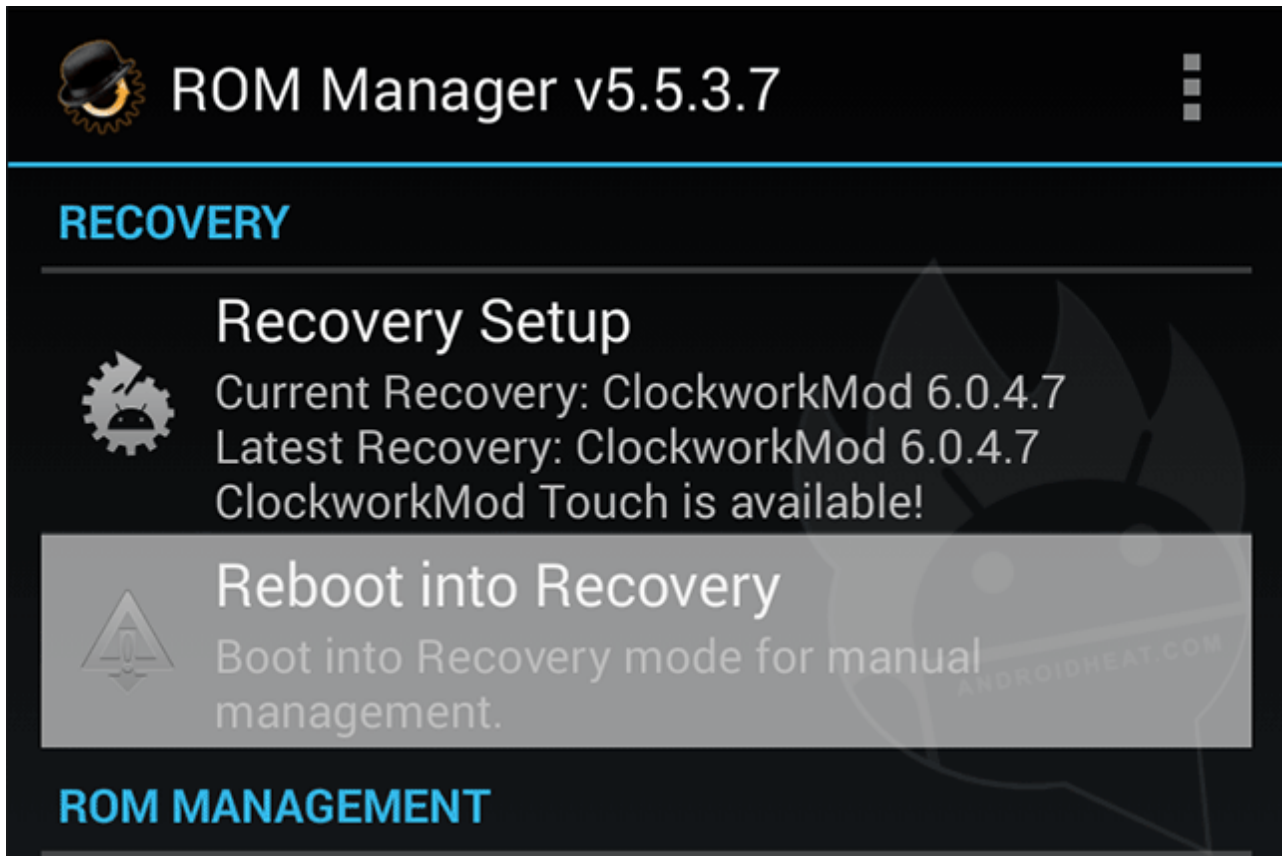 ROM Manager v5.5.3.7
RECOVERY
Recovery Setup
Current Recovery: ClockworkMod 6.0.4.7
Latest Recovery: ClockworkMod 6.0.4.7
ClockworkMod Touch is available!
Reboot into Recovery
Boot into Recovery mode for manual
management.
ANDROIDHEAT.COM
ROM MANAGEMENT